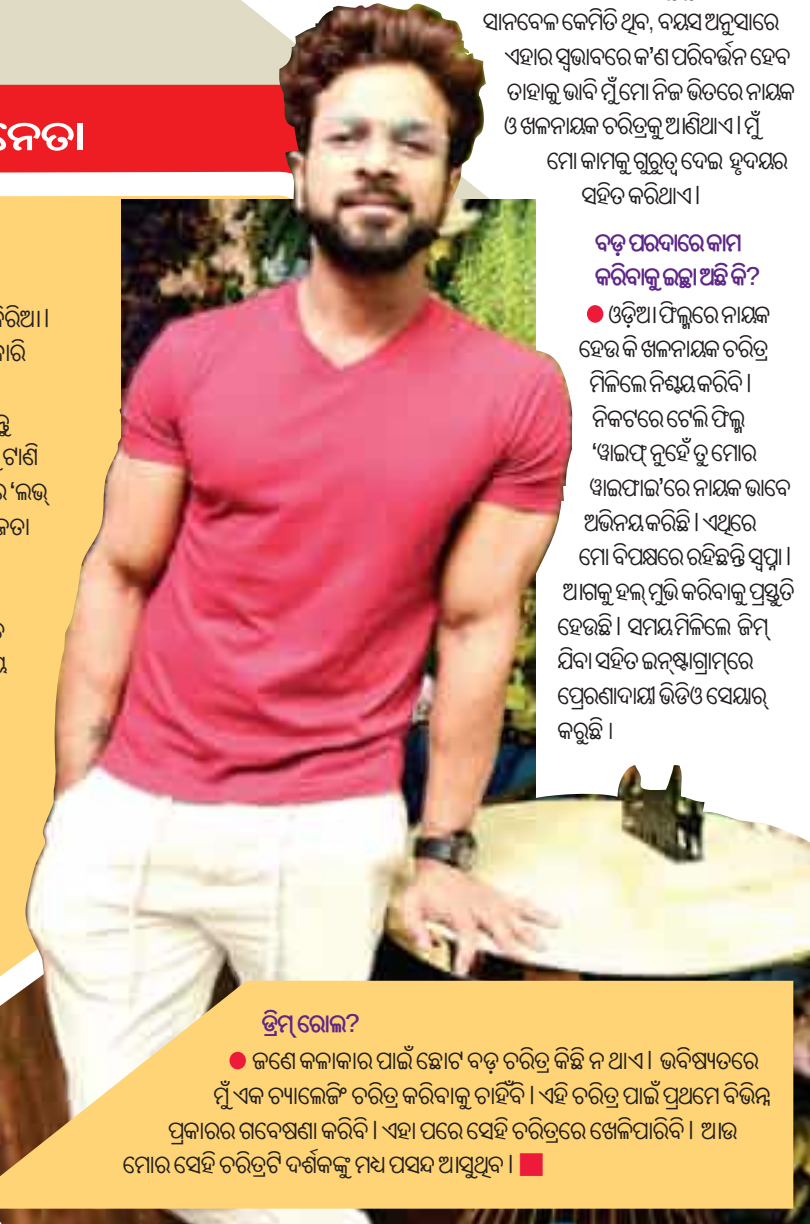 ନେତା
ରିଆ।
ାରି
ନ୍ତୁ
ଟାଣି
‘ଲଭ୍
ଜତା
ସାନବେଳ କେମିତି ଥିବ, ବୟସ ଅନୁସାରେ
ଏହାର ସ୍ୱଭାବରେ କ’ଣ ପରିବର୍ତ୍ତନ ହେବ
ତାହାକୁ ଭାବି ମୁଁ ମୋ ନିଜ ଭିତରେ ନାୟକ
ଓ ଖଳନାୟକ ଚରିତ୍ରକୁ ଆଣିଥାଏ। ମୁଁ
ମୋ କାମକୁ ଗୁରୁତ୍ୱ ଦେଇ ହୃଦୟର
ସହିତ କରିଥାଏ।
ବଡ଼ ପରଦାରେ କାମ
କରିବାକୁ ଇଚ୍ଛା ଅଛି କି?
● ଓଡ଼ିଆ ଫିଲ୍ମରେ ନାୟକ
ହେଉ କି ଖଳନାୟକ ଚରିତ୍ର
ମିଳିଲେ ନିଶ୍ଚୟ କରିବି।
ନିକଟରେ ଟେଲି ଫିଲ୍ମ
‘ୱାଇଫ୍ ନୁହେଁ ତୁ ମୋର
ୱାଇଫାଇ’ରେ ନାୟକ ଭାବେ
ଅଭିନୟ କରିଛି। ଏଥିରେ
ମୋ ବିପକ୍ଷରେ ରହିଛନ୍ତି ସ୍ୱପ୍ନା।
ଆଗକୁ ହଲ୍ ମୁଭି କରିବାକୁ ପ୍ରସ୍ତୁତି
ହେଉଛି। ସମୟ ମିଳିଲେ ଜିମ୍
ଯିବା ସହିତ ଇନ୍‌ଷ୍ଟାଗ୍ରାମ୍‌ରେ
ପ୍ରେରଣାଦାୟୀ ଭିଡିଓ ସେୟାର୍
କରୁଛି।
ଡ୍ରିମ୍ ରୋଲ?
● ଜଣେ କଳାକାର ପାଇଁ ଛୋଟ ବଡ଼ ଚରିତ୍ର କିଛି ନ ଥାଏ। ଭବିଷ୍ୟତରେ
ମୁଁ ଏକ ଚ୍ୟାଲେଜିଂ ଚରିତ୍ର କରିବାକୁ ଚାହିଁବି। ଏହି ଚରିତ୍ର ପାଇଁ ପ୍ରଥମେ ବିଭିନ୍ନ
ପ୍ରକାରର ଗବେଷଣା କରିବି। ଏହା ପରେ ସେହି ଚରିତ୍ରରେ ଖେଳିପାରିବି। ଆଉ
ମୋର ସେହି ଚରିତ୍ରଟି ଦର୍ଶକଙ୍କୁ ମଧ୍ୟ ପସନ୍ଦ ଆସୁଥିବ। ■